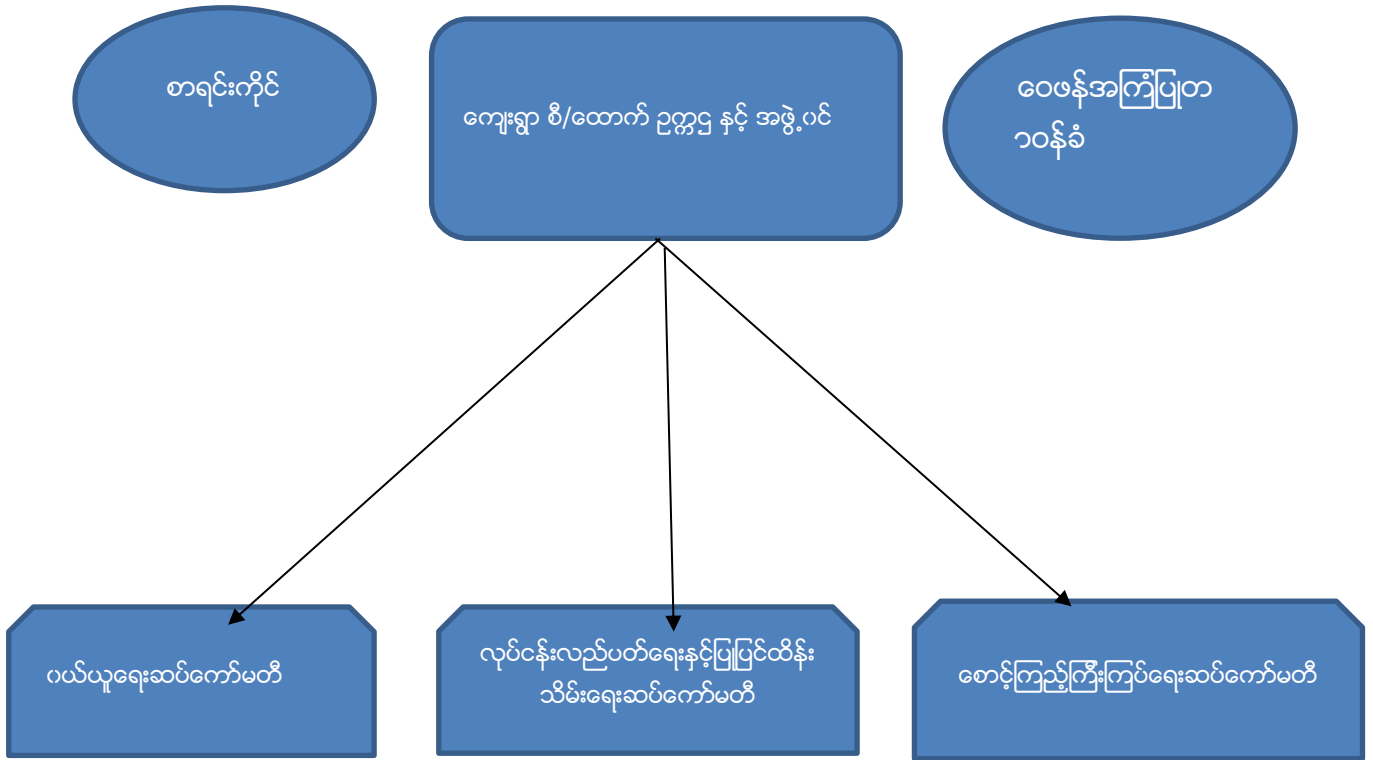 စာရင်းကိုင်
ကျေးရွာ စီ/ထောက် ဥက္ကဌ နှင့် အဖွဲ့ဝင်
ဝေဖန်အကြံပြုတ
ာဝန်ခံ
ဝယ်ယူရေးဆပ်ကော်မတီ
လုပ်ငန်းလည်ပတ်ရေးနှင့်ပြုပြင်ထိန်း
သိမ်းရေးဆပ်ကော်မတီ
စောင့်ကြည့်ကြီးကြပ်ရေးဆပ်ကော်မတီ